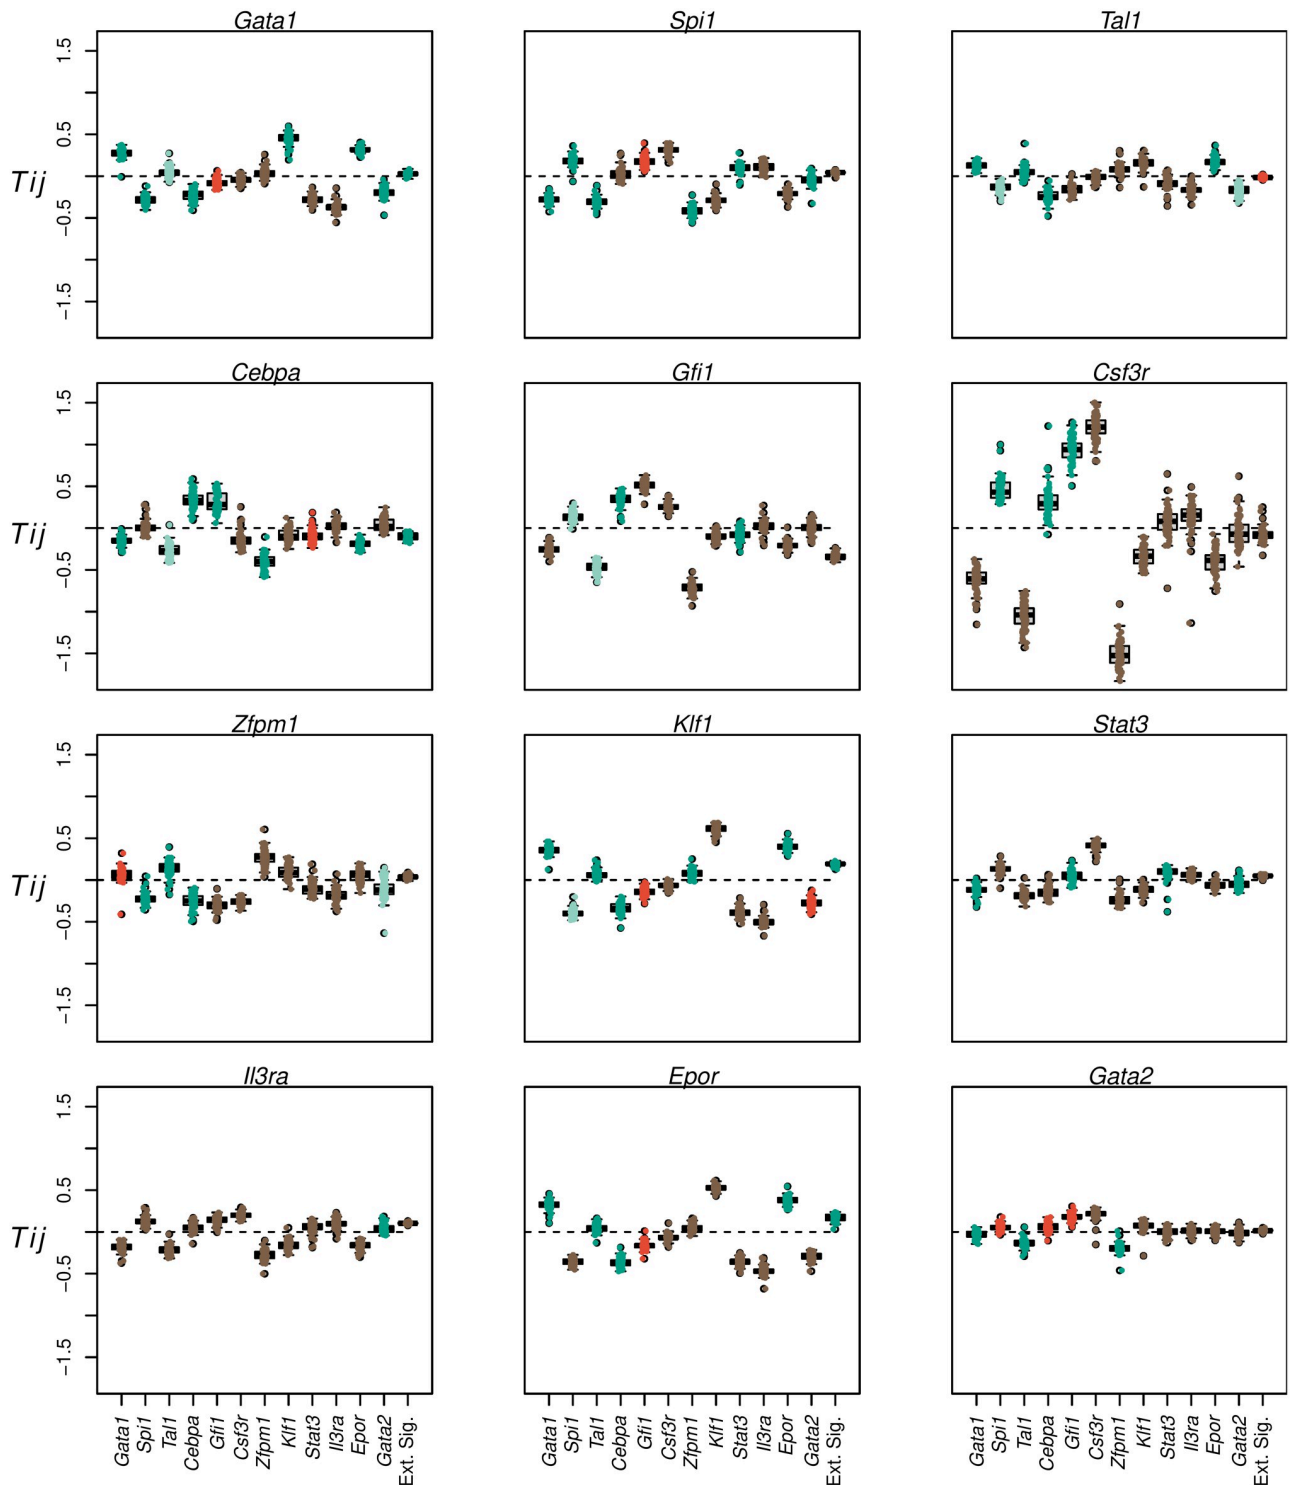 Gata1 Spi1 Tal1
1.5
0.5
Tij
−0.5
−1.5
Cebpa Gfi1 Csf3r
1.5
0.5
Tij
−0.5
−1.5
Zfpm1 Klf1 Stat3
1.5
0.5
Tij
−0.5
−1.5
Il3ra Epor Gata2
1.5
0.5
Tij
−0.5
−1.5
Gata1 Spi1 Tal1 Cebpa Gfi1 Csf3r Zfpm1 Klf1 Stat3 Il3ra Epor Gata2 Ext. Sig.
Gata1 Spi1 Tal1 Cebpa Gfi1 Csf3r Zfpm1 Klf1 Stat3 Il3ra Epor Gata2 Ext. Sig.
Gata1 Spi1 Tal1 Cebpa Gfi1 Csf3r Zfpm1 Klf1 Stat3 Il3ra Epor Gata2 Ext. Sig.